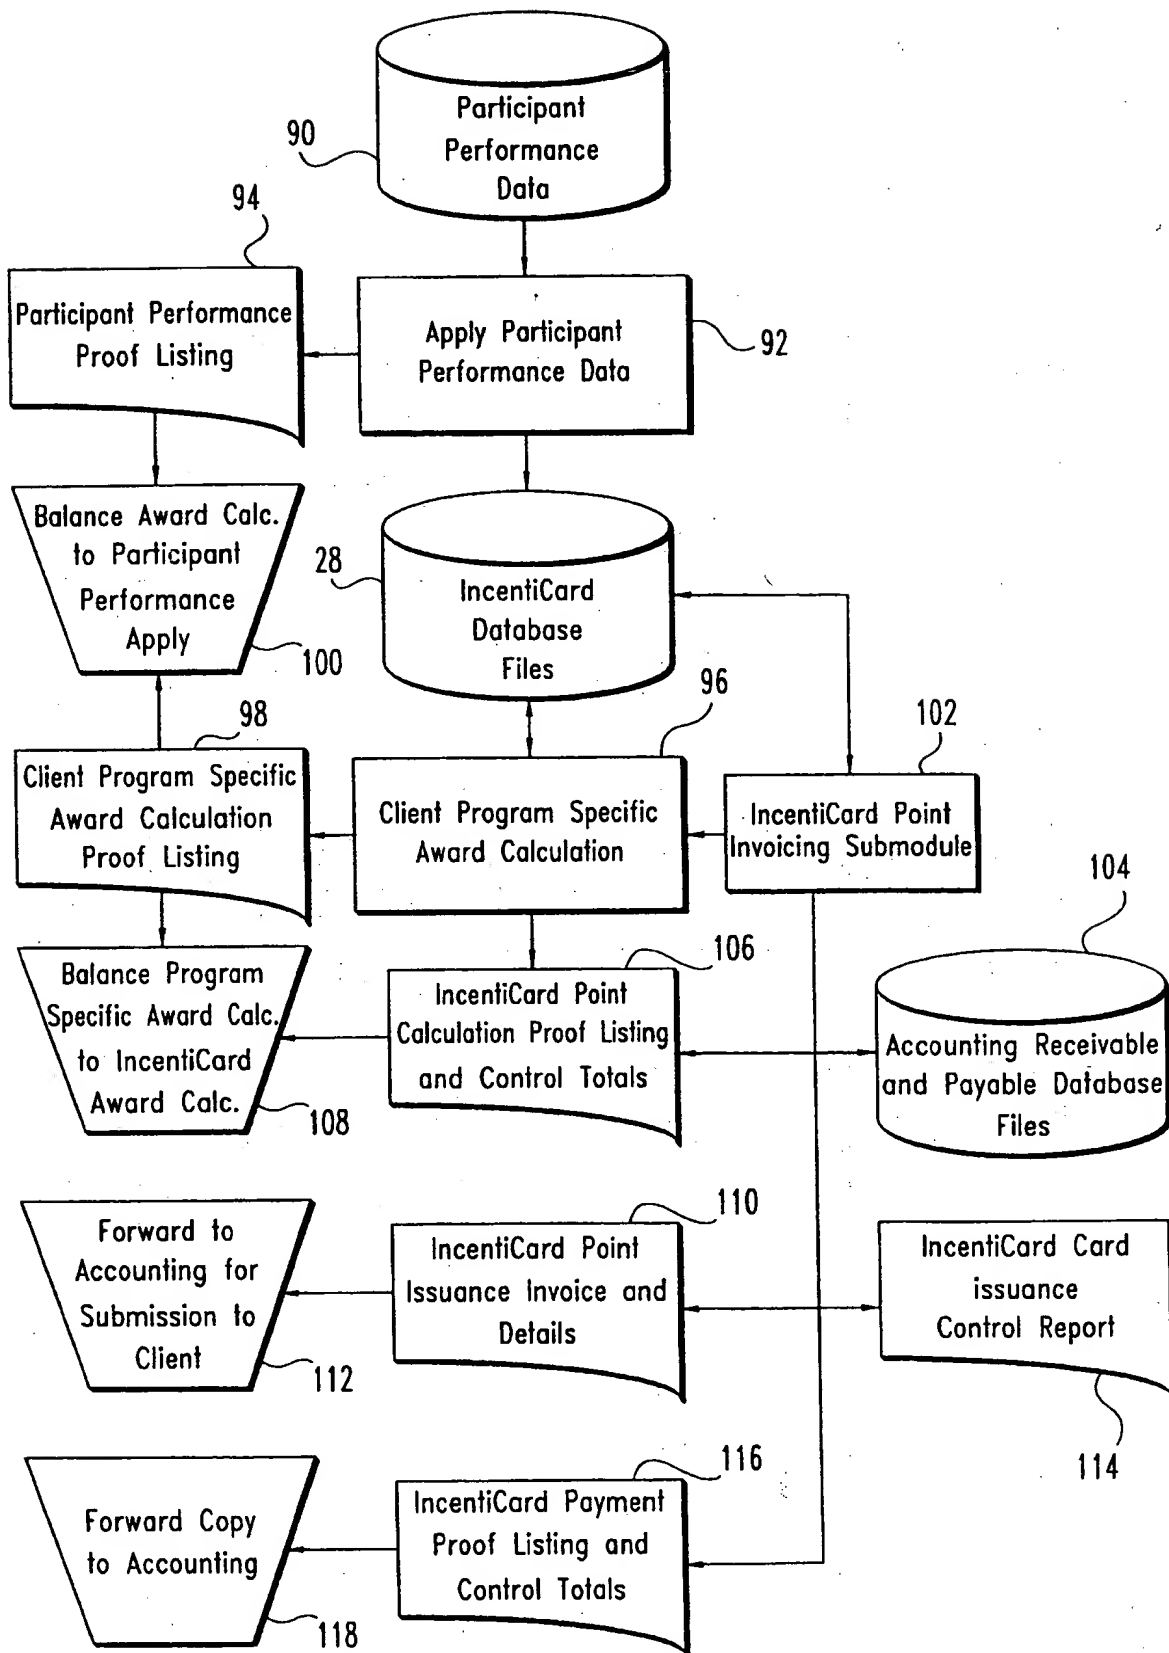 Participant
Performance
Data
90
94
Participant Performance
Proof Listing
Apply Participant
Performance Data
92
Balance Award Calc.
to Participant
Performance
Apply
100
28
IncentiCard
Database
Files
98
96
102
Client Program Specific
Award Calculation
Proof Listing
Client Program Specific
Award Calculation
IncentiCard Point
Invoicing Submodule
104
106
Balance Program
Specific Award Calc.
to IncentiCard
Award Calc.
108
IncentiCard Point
Calculation Proof Listing
and Control Totals
Accounting Receivable
and Payable Database
Files
110
Forward to
Accounting for
Submission to
Client
112
IncentiCard Point
Issuance Invoice and
Details
IncentiCard Card
issuance
Control Report
114
116
Forward Copy
to Accounting
118
IncentiCard Payment
Proof Listing and
Control Totals